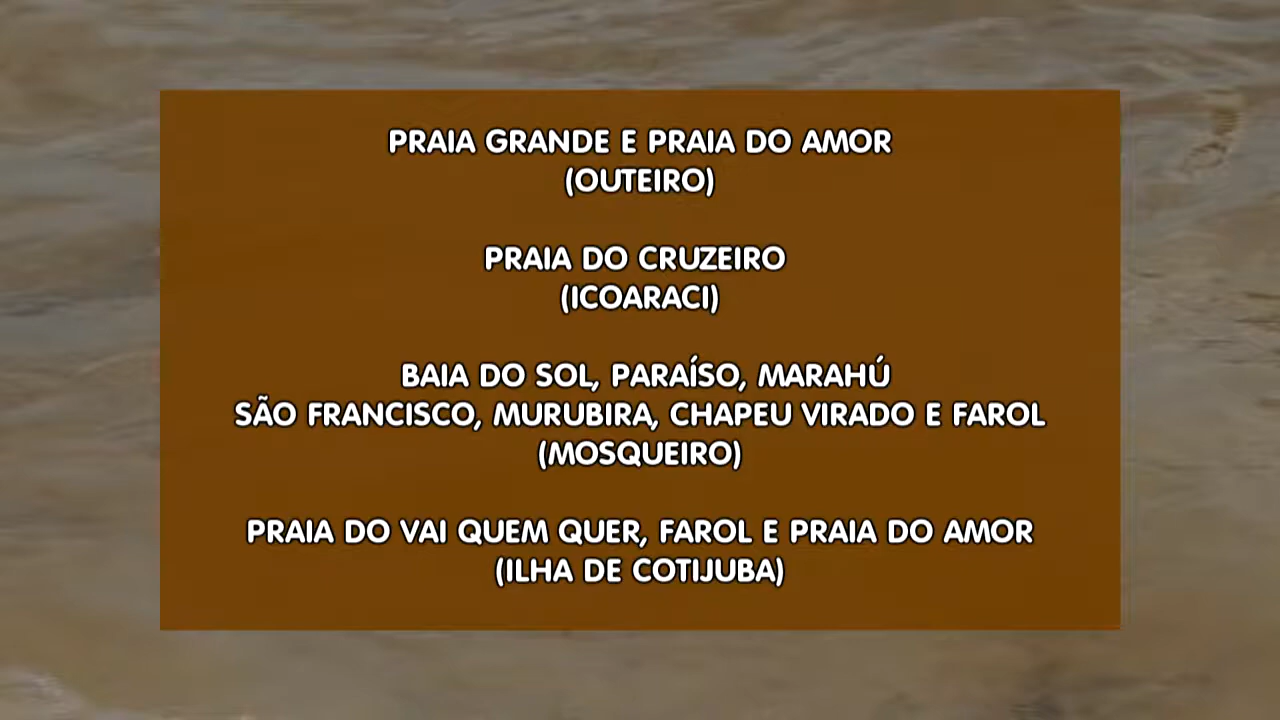 PRAIA GRANDE E PRAIA DO AMOR
(OUTEIRO)
PRAIA DO CRUZEIRO
(ICOARACI)
BAIA DO SOL, PARAÍSO, MARAHÚ
SÃO FRANCISCO, MURUBIRA, CHAPEU VIRADO E FAROL
(MOSQUEIRO)
PRAIA DO VAI QUEM QUER, FAROL E PRAIA DO AMOR
(ILHA DE COTIJUBA)